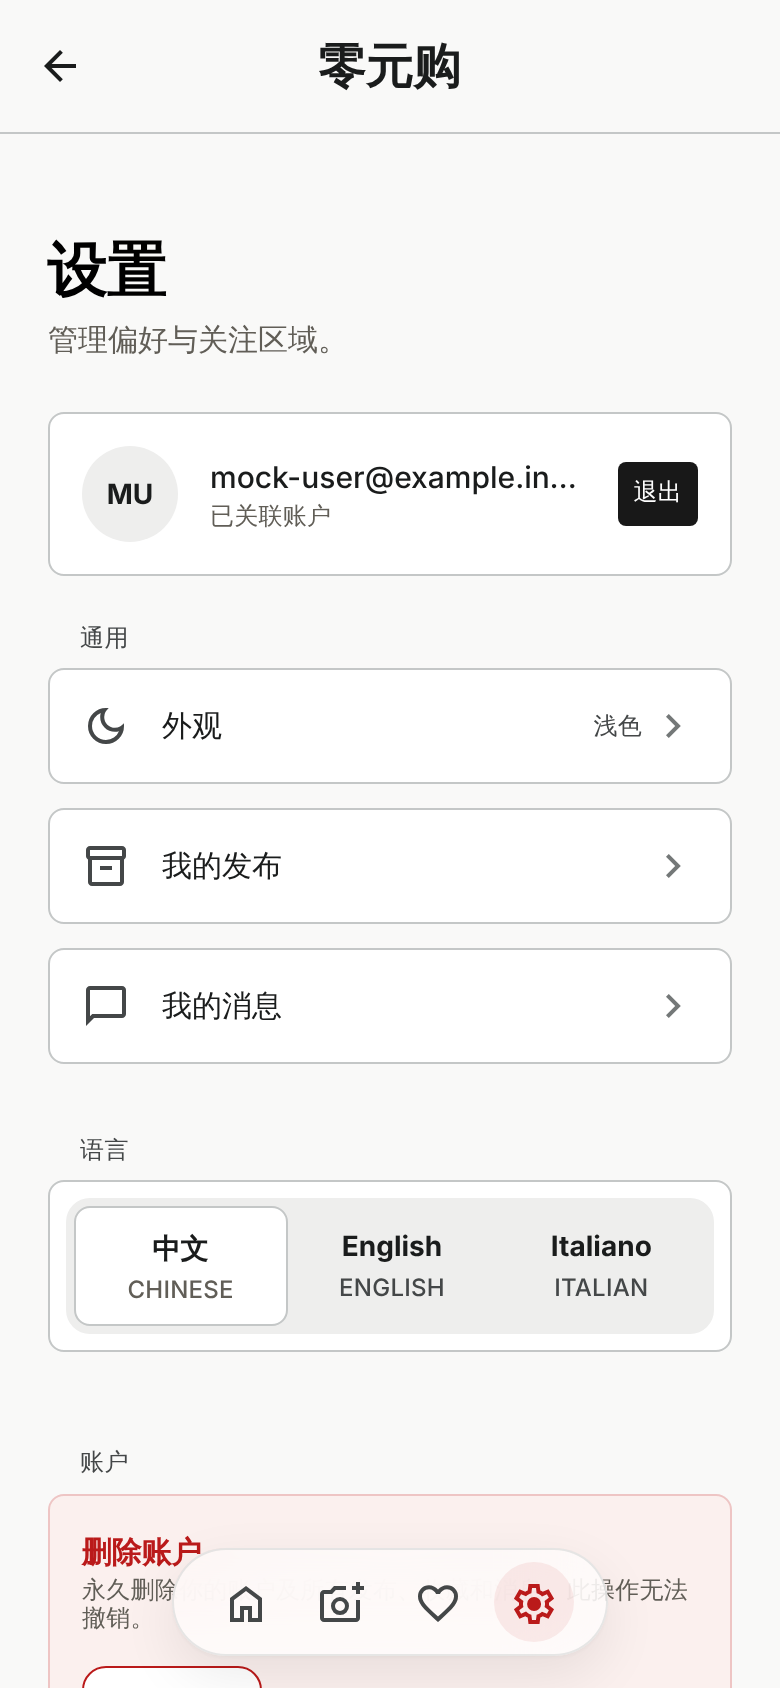 零元购
设置
管理偏好与关注区域。
MU
mock-user@example.in...
已关联账户
退出
通用
外观
浅色
我的发布
我的消息
语言
中文
CHINESE
English
ENGLISH
Italiano
ITALIAN
账户
删除账户
永久删除 此操作无法
撤销。